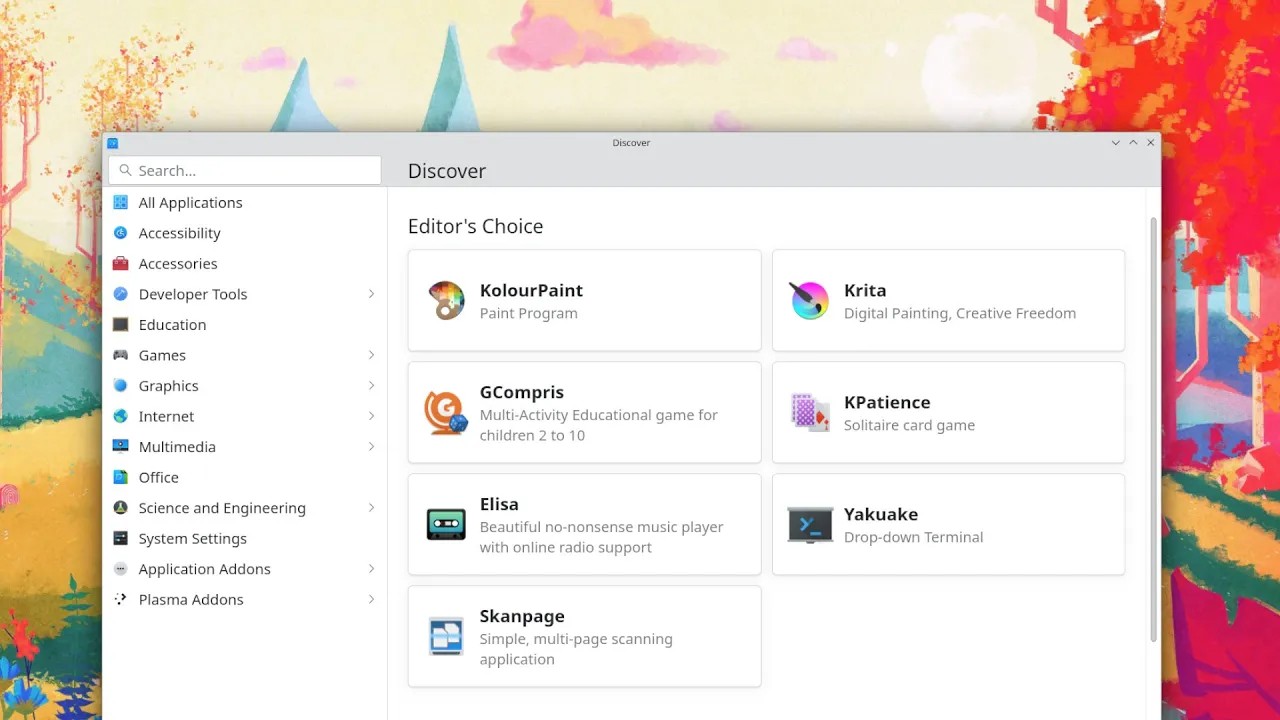 Discover
Search...
Discover
All Applications
Accessibility
Accessories
Developer Tools
Education
Games
Graphics
Internet
Multimedia
Office
Science and Engineering
System Settings
Application Addons
Plasma Addons
Editor's Choice
KolourPaint
Paint Program
Krita
Digital Painting, Creative Freedom
GCompris
Multi-Activity Educational game for
children 2 to 10
KPatience
Solitaire card game
Elisa
Beautiful no-nonsense music player
with online radio support
Yakuake
Drop-down Terminal
Skanpage
Simple, multi-page scanning
application